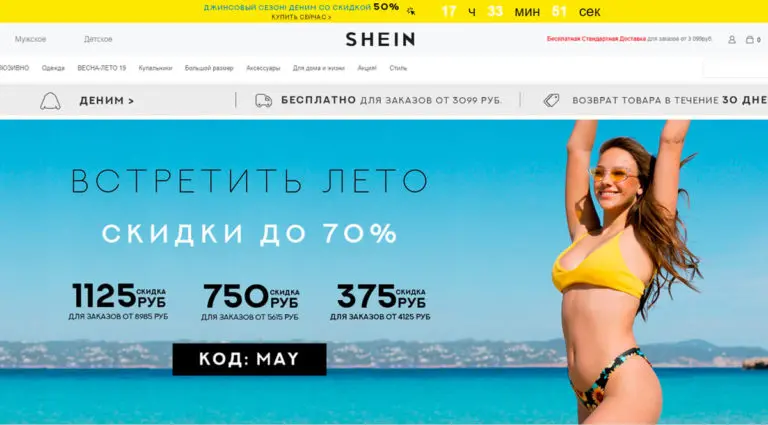 ДЖИНСОВЫЙ СЕЗОН! ДЕНИМ СО СКИДКОЙ 50%
КУПИТЬ СЕЙЧАС >
17 ч 33 мин 51 сек
Мужское Детское
SHEIN
Бесплатная Стандартная Доставка для заказов от 3 099руб.
0
ЛЮЗИВНО Одежда ВЕСНА-ЛЕТО 19 Купальники Большой размер Аксессуары Для дома и жизни Акция! Стиль
ДЕНИМ >
БЕСПЛАТНО ДЛЯ ЗАКАЗОВ ОТ 3099 РУБ.
ВОЗВРАТ ТОВАРА В ТЕЧЕНИЕ 30 ДНЕ
ВСТРЕТИТЬ ЛЕТО
СКИДКИ ДО 70%
1125 СКИДКА РУБ
ДЛЯ ЗАКАЗОВ ОТ 8985 РУБ
750 СКИДКА РУБ
ДЛЯ ЗАКАЗОВ ОТ 5615 РУБ
375 СКИДКА РУБ
ДЛЯ ЗАКАЗОВ ОТ 4125 РУБ
КОД: MAY